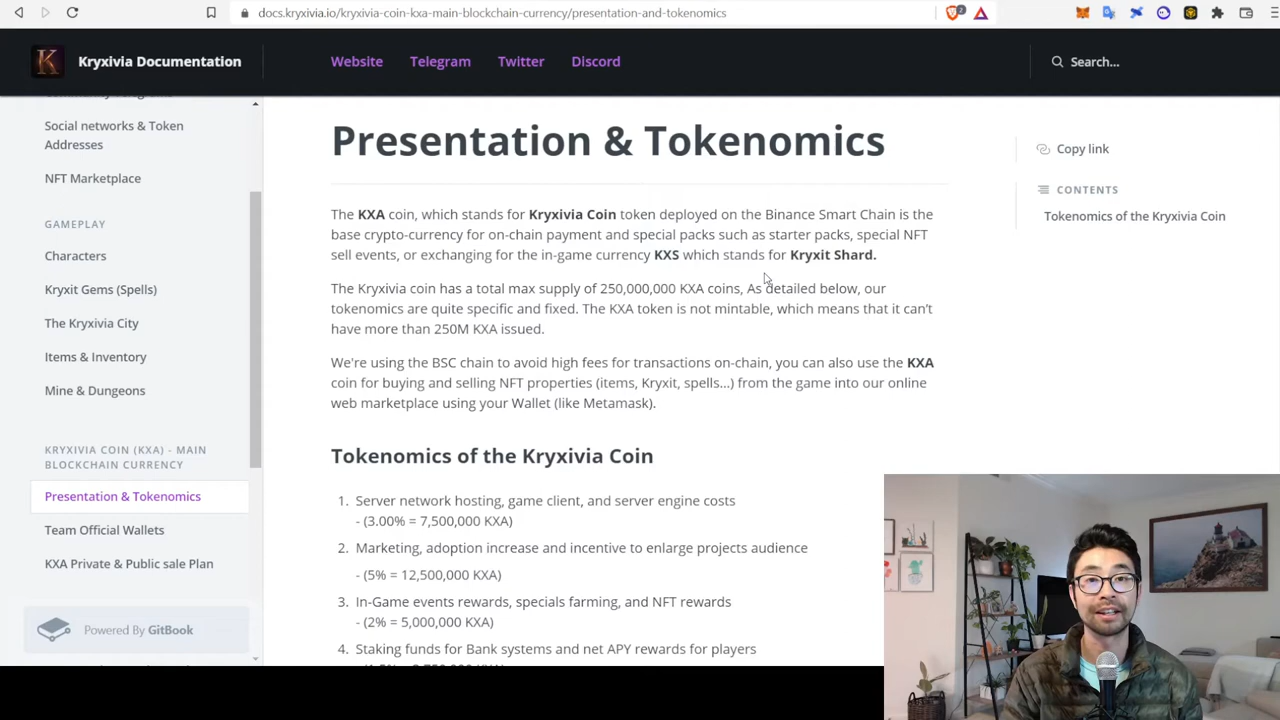 docs.kryxivia.io/kryxivia-coin-kxa-main-blockchain-currency/presentation-and-tokenomics
2
K
Kryxivia Documentation
Website
Telegram
Twitter
Discord
Search...
Social networks & Token
Addresses
NFT Marketplace
GAMEPLAY
Characters
Kryxit Gems (Spells)
The Kryxivia City
Items & Inventory
Mine & Dungeons
KRYXIVIA COIN (KXA) - MAIN
BLOCKCHAIN CURRENCY
Presentation & Tokenomics
Team Official Wallets
KXA Private & Public sale Plan
Powered By GitBook
Presentation & Tokenomics
The KXA coin, which stands for Kryxivia Coin token deployed on the Binance Smart Chain is the
base crypto-currency for on-chain payment and special packs such as starter packs, special NFT
sell events, or exchanging for the in-game currency KXS which stands for Kryxit Shard.
The Kryxivia coin has a total max supply of 250,000,000 KXA coins, As detailed below, our
tokenomics are quite specific and fixed. The KXA token is not mintable, which means that it can't
have more than 250M KXA issued.
We're using the BSC chain to avoid high fees for transactions on-chain, you can also use the KXA
coin for buying and selling NFT properties (items, Kryxit, spells...) from the game into our online
web marketplace using your Wallet (like Metamask).
Tokenomics of the Kryxivia Coin
1. Server network hosting, game client, and server engine costs
- (3.00% = 7,500,000 KXA)
2. Marketing, adoption increase and incentive to enlarge projects audience
- (5% = 12,500,000 KXA)
3. In-Game events rewards, specials farming, and NFT rewards
- (2% = 5,000,000 KXA)
4. Staking funds for Bank systems and net APY rewards for players
Copy link
CONTENTS
Tokenomics of the Kryxivia Coin